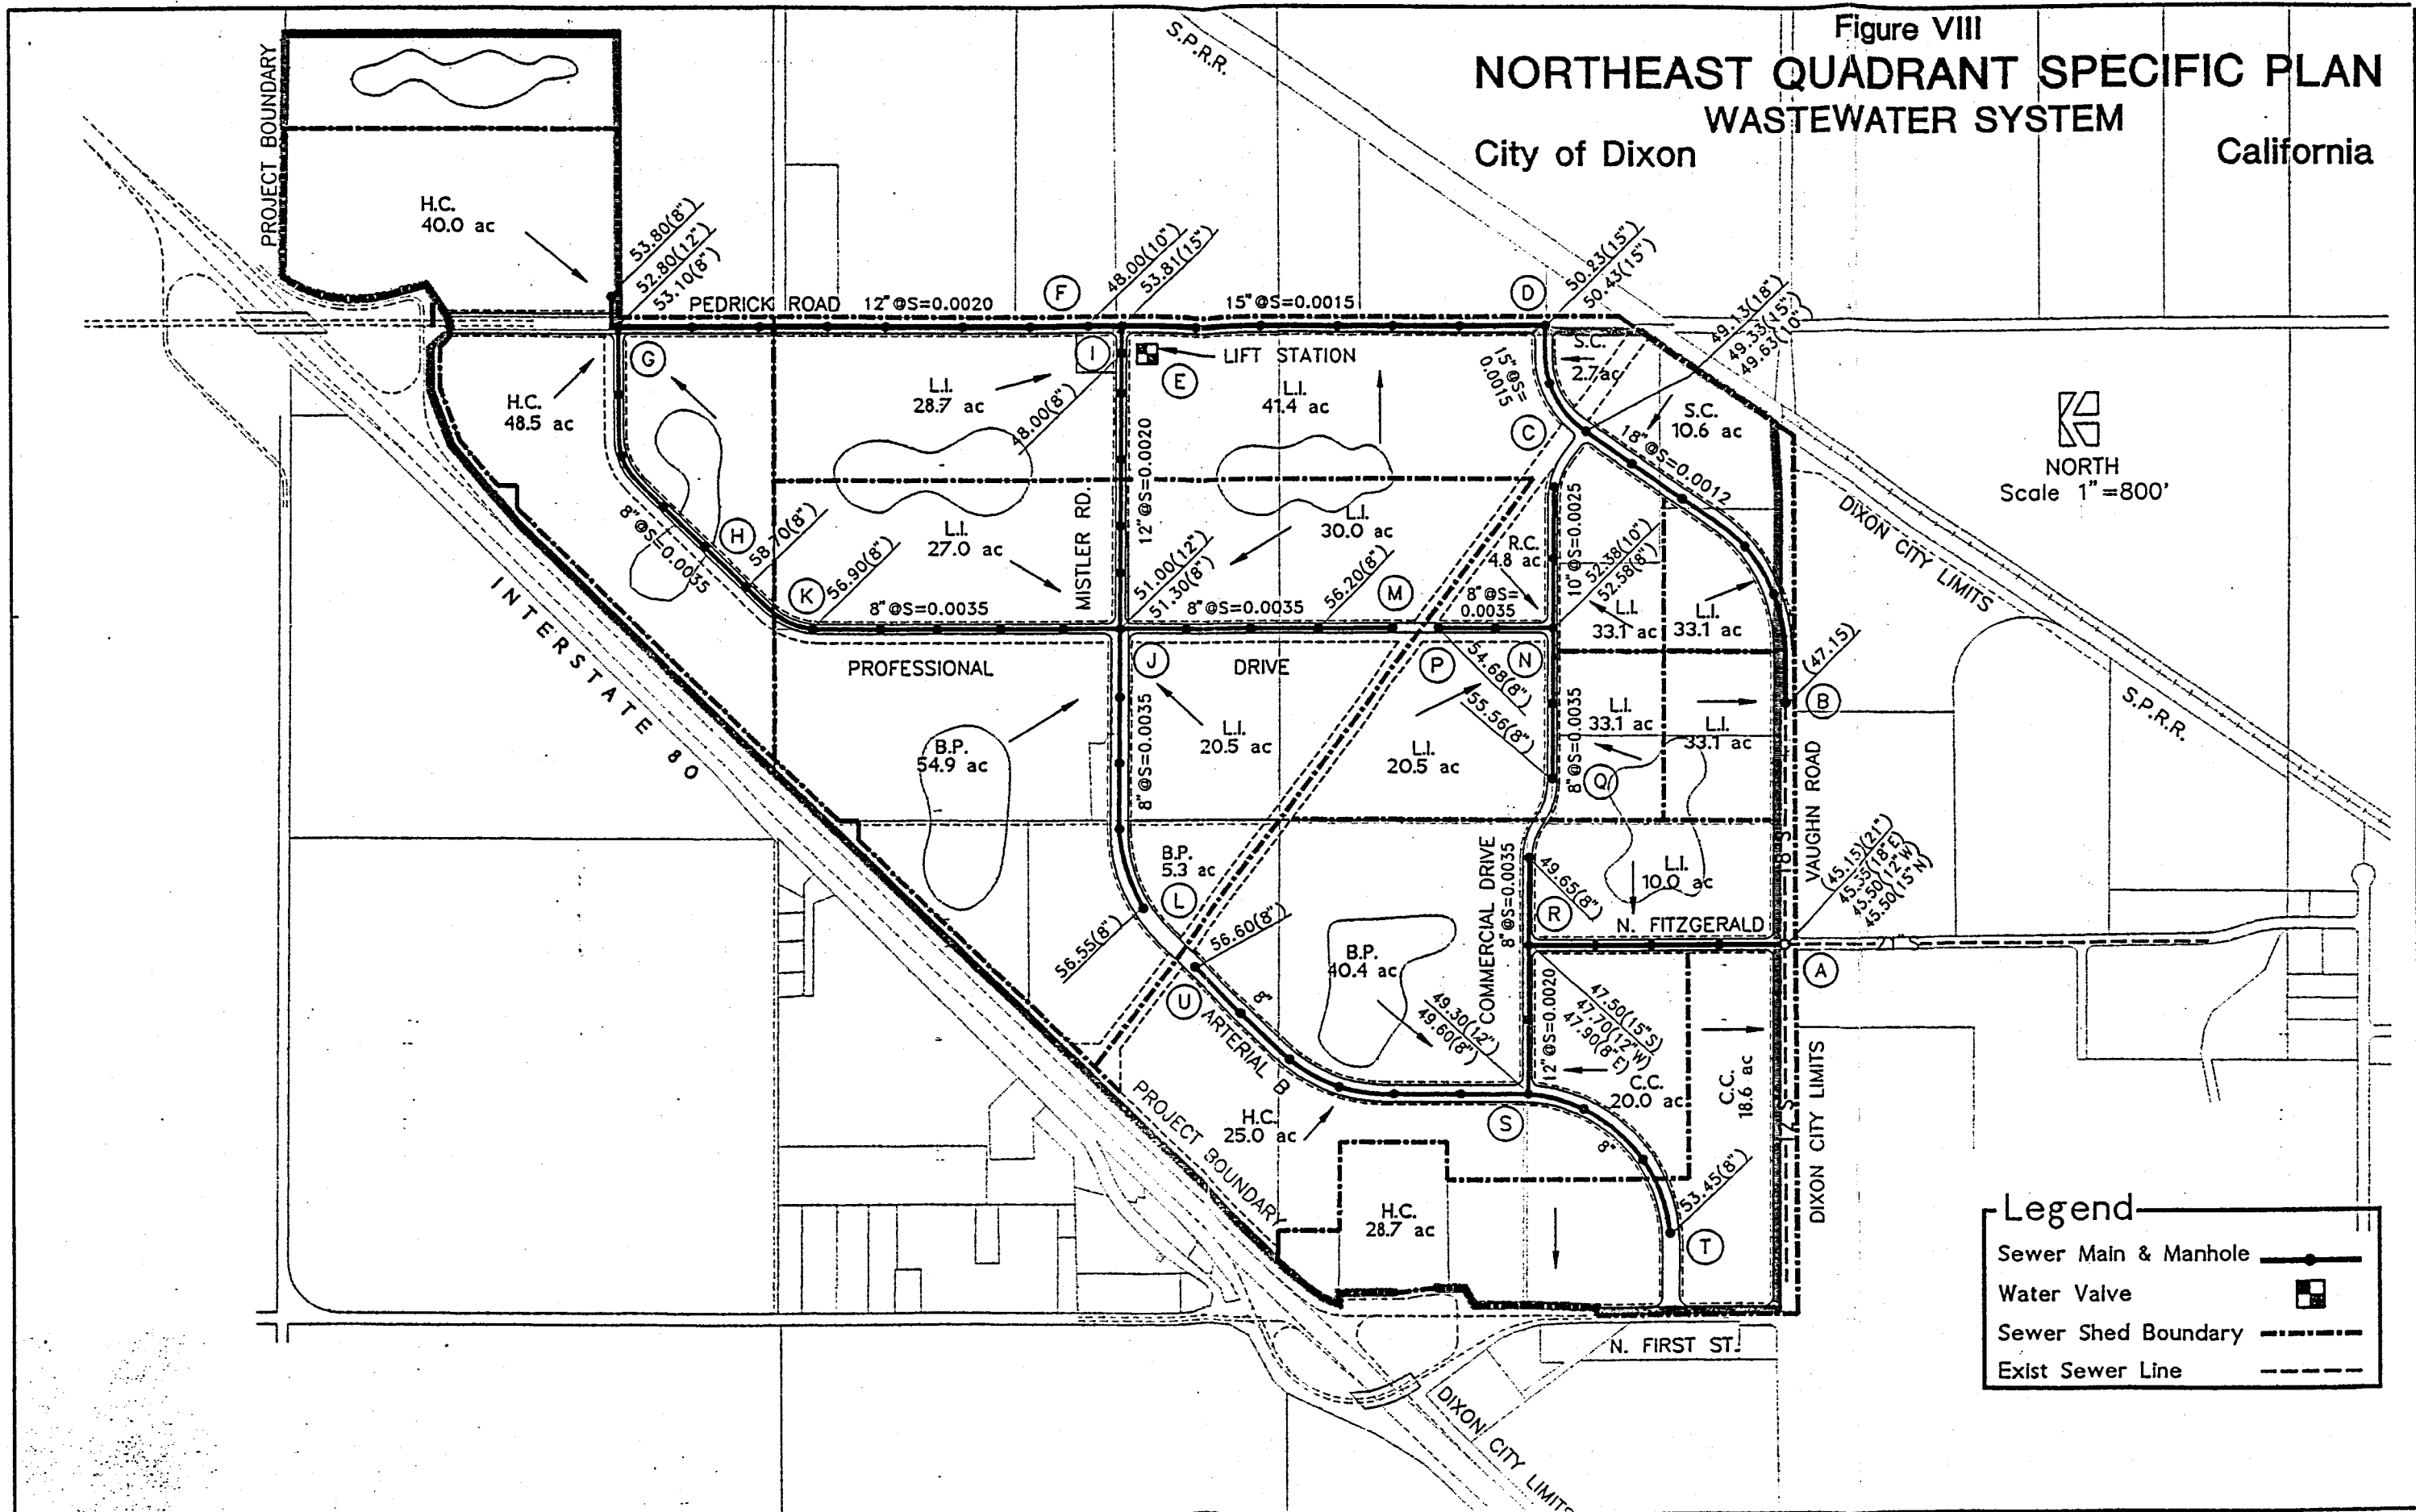 Figure VIII
NORTHEAST QUADRANT SPECIFIC PLAN
WASTEWATER SYSTEM
City of Dixon
California
S.P.R.R.
PROJECT BOUNDARY
H.C.
40.0 ac
53.80(8")
52.80(12")
53.10(8")
PEDRICK ROAD
12"@S=0.0020
F
48.00(10")
53.81(15")
15"@S=0.0015
D
50.23(15")
50.43(15")
49.13(18")
49.33(15")
49.63(10")
G
H.C.
48.5 ac
L.I.
28.7 ac
I
E
LIFT STATION
48.00(8")
L.I.
41.4 ac
15"@S=
0.0015
S.C.
2.7ac
C
S.C.
10.6 ac
18"@S=0.0012
NORTH
Scale 1"=800'
DIXON CITY LIMITS
S.P.R.R.
8"@S=0.0035
H
58.70(8")
K
56.90(8")
L.I.
27.0 ac
MISTLER RD.
12"@S=0.0020
L.I.
30.0 ac
51.00(12")
51.30(8")
56.20(8")
M
R.C.
4.8 ac
10"@S=0.0025
52.38(10")
52.58(8")
8"@S=0.0035
8"@S=0.0035
8"@S=
0.0035
L.I.
33.1 ac
L.I.
33.1 ac
INTERSTATE 80
PROFESSIONAL
J
DRIVE
P
N
54.68(8")
55.56(8")
(47.15)
B
B.P.
54.9 ac
8"@S=0.0035
L.I.
20.5 ac
L.I.
20.5 ac
8"@S=0.0035
L.I.
33.1 ac
L.I.
33.1 ac
Q
VAUGHN ROAD
18"S
B.P.
5.3 ac
L
56.55(8")
56.60(8")
COMMERCIAL DRIVE
8"@S=0.0035
49.65(8")
R
L.I.
10.0 ac
N. FITZGERALD
(45.15)(21")
45.35(18"E)
45.50(12"W)
45.50(15"N)
21"S
A
U
ARTERIAL B
8"
B.P.
40.4 ac
49.30(12")
49.60(8")
12"@S=0.0020
47.50(15"S)
47.70(12"W)
47.90(8"E)
C.C.
20.0 ac
C.C.
18.6 ac
12"S
DIXON CITY LIMITS
PROJECT BOUNDARY
H.C.
25.0 ac
S
8"
53.45(8")
T
H.C.
28.7 ac
N. FIRST ST.
DIXON CITY LIMITS
Legend
Sewer Main & Manhole
Water Valve
Sewer Shed Boundary
Exist Sewer Line